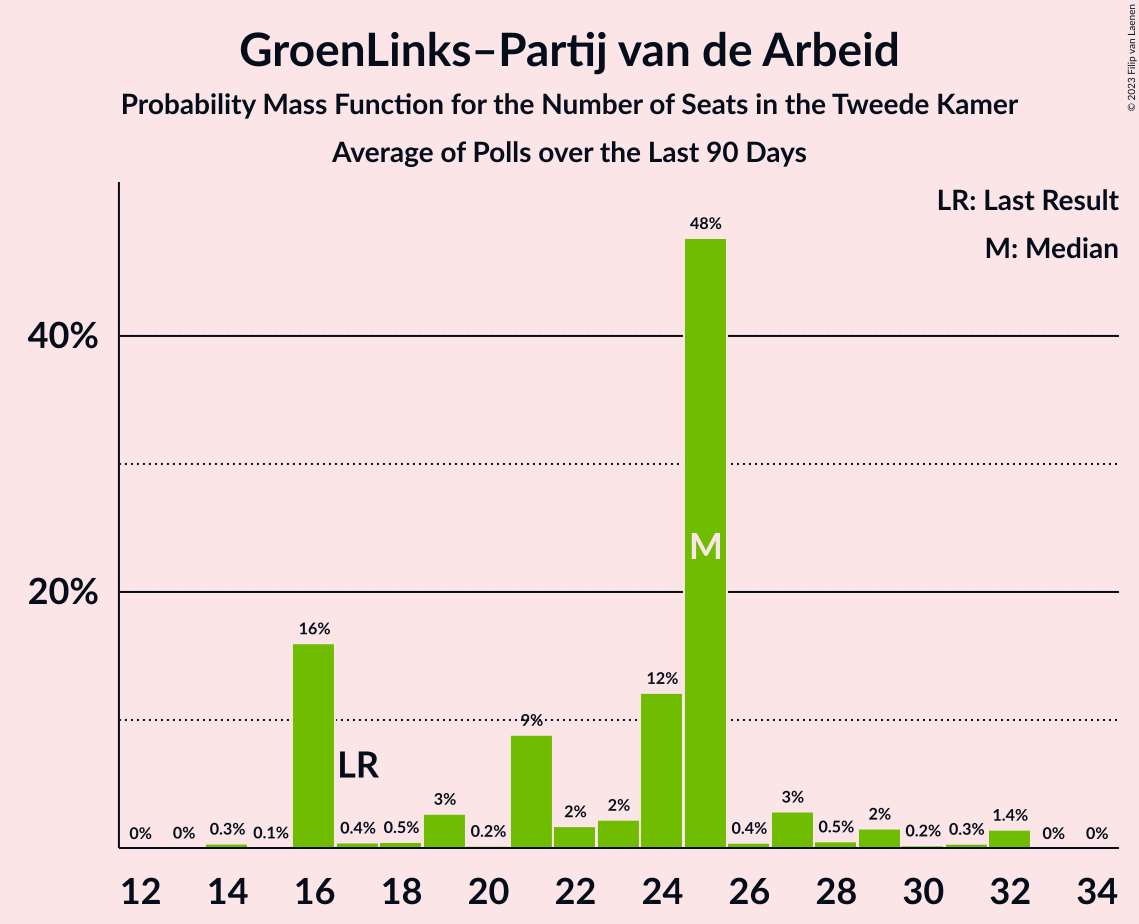 GroenLinks–Partij van de Arbeid
Probability Mass Function for the Number of Seats in the Tweede Kamer
Average of Polls over the Last 90 Days
© 2023 Filip van Laenen
LR: Last Result
M: Median
40%
20%
0% 0% 0.3% 0.1% 16% 0.4% 0.5% 3% 0.2% 9% 2% 2% 12% 48% 0.4% 3% 0.5% 2% 0.2% 0.3% 1.4% 0% 0%
LR
M
12 14 16 18 20 22 24 26 28 30 32 34